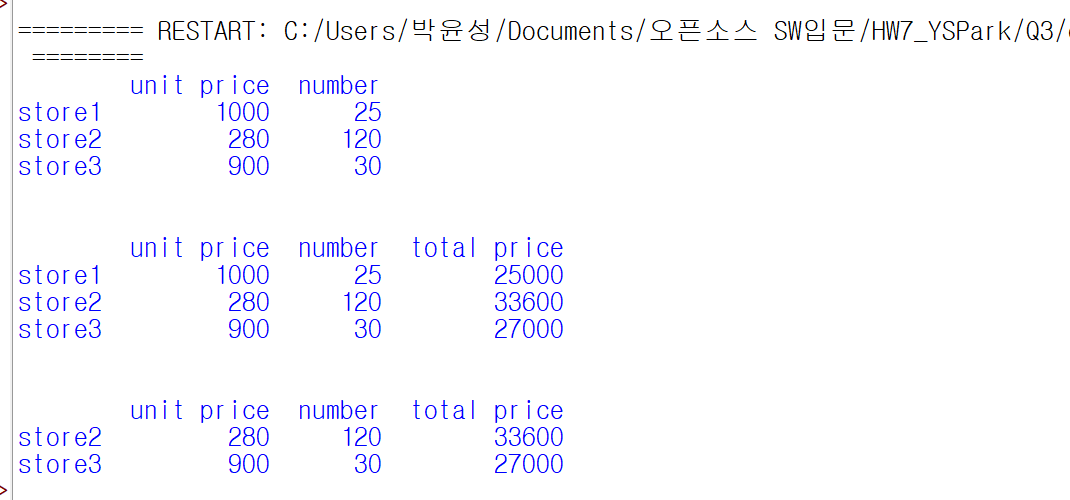 ========= RESTART: C:/Users/박윤성/Documents/오픈소스 SW입문/HW7_YSPark/Q3/
========
unit price number
store1 1000 25
store2 280 120
store3 900 30
unit price number total price
store1 1000 25 25000
store2 280 120 33600
store3 900 30 27000
unit price number total price
store2 280 120 33600
store3 900 30 27000